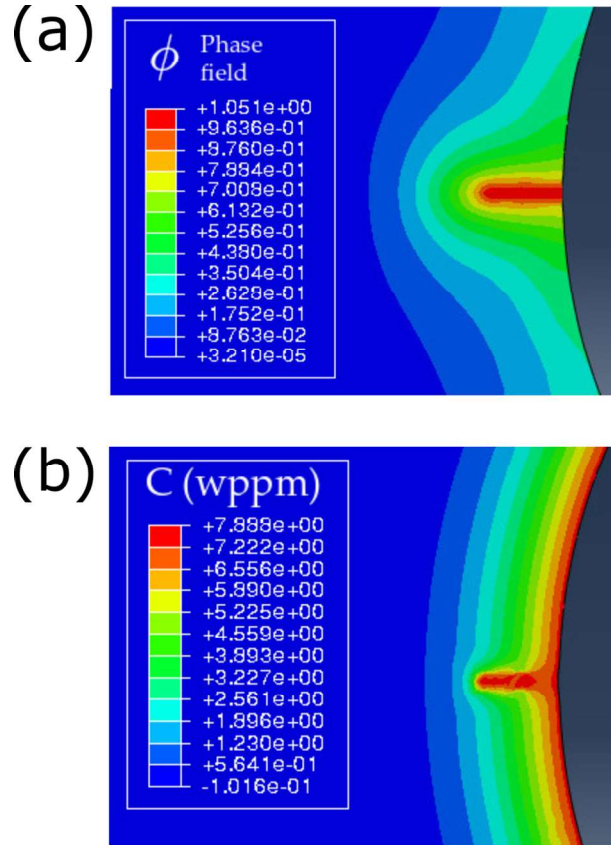 (a)
ϕ Phase
field
+1.051e+00
+9.636e-01
+8.760e-01
+7.884e-01
+7.008e-01
+6.132e-01
+5.256e-01
+4.380e-01
+3.504e-01
+2.628e-01
+1.752e-01
+8.763e-02
+3.210e-05
(b)
C (wppm)
+7.888e+00
+7.222e+00
+6.556e+00
+5.890e+00
+5.225e+00
+4.559e+00
+3.893e+00
+3.227e+00
+2.561e+00
+1.896e+00
+1.230e+00
+5.641e-01
-1.016e-01